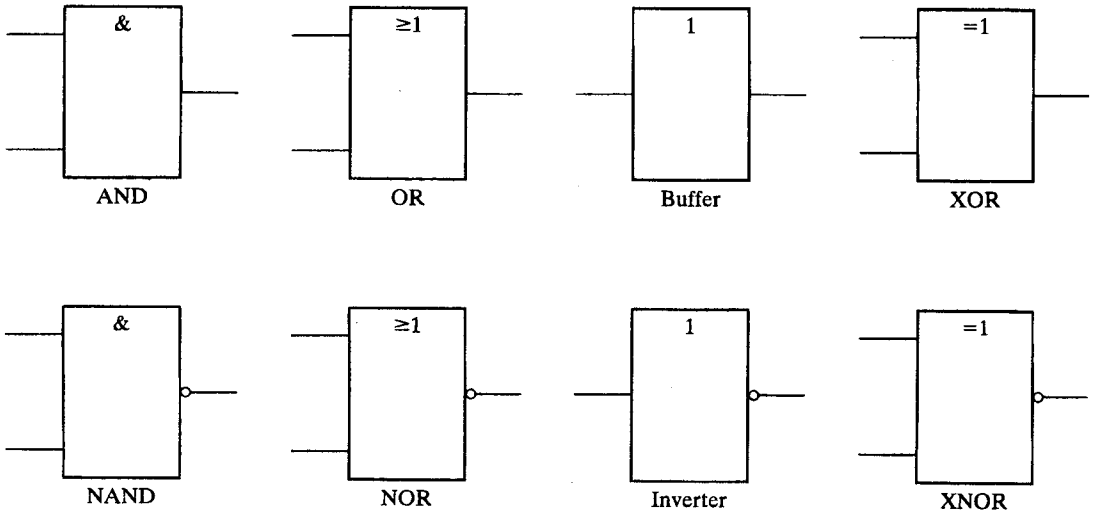 & ≥1 1 =1
AND OR Buffer XOR
& ≥1 1 =1
NAND NOR Inverter XNOR